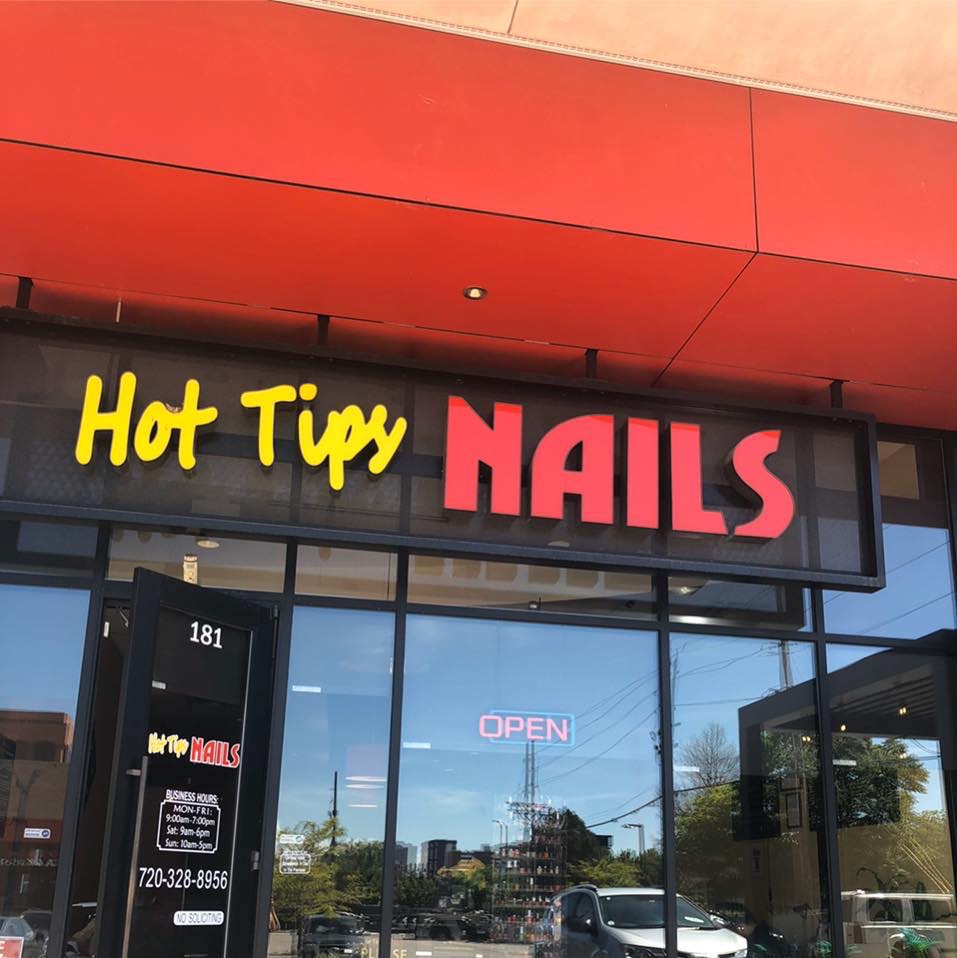 Hot Tips NAILS
181
OPEN
Hot Tips NAILS
BUSINESS HOURS:
MON-FRI:
9:00am-7:00pm
Sat: 9am-6pm
Sun: 10am-5pm
720-328-8956
NO SOLICITING